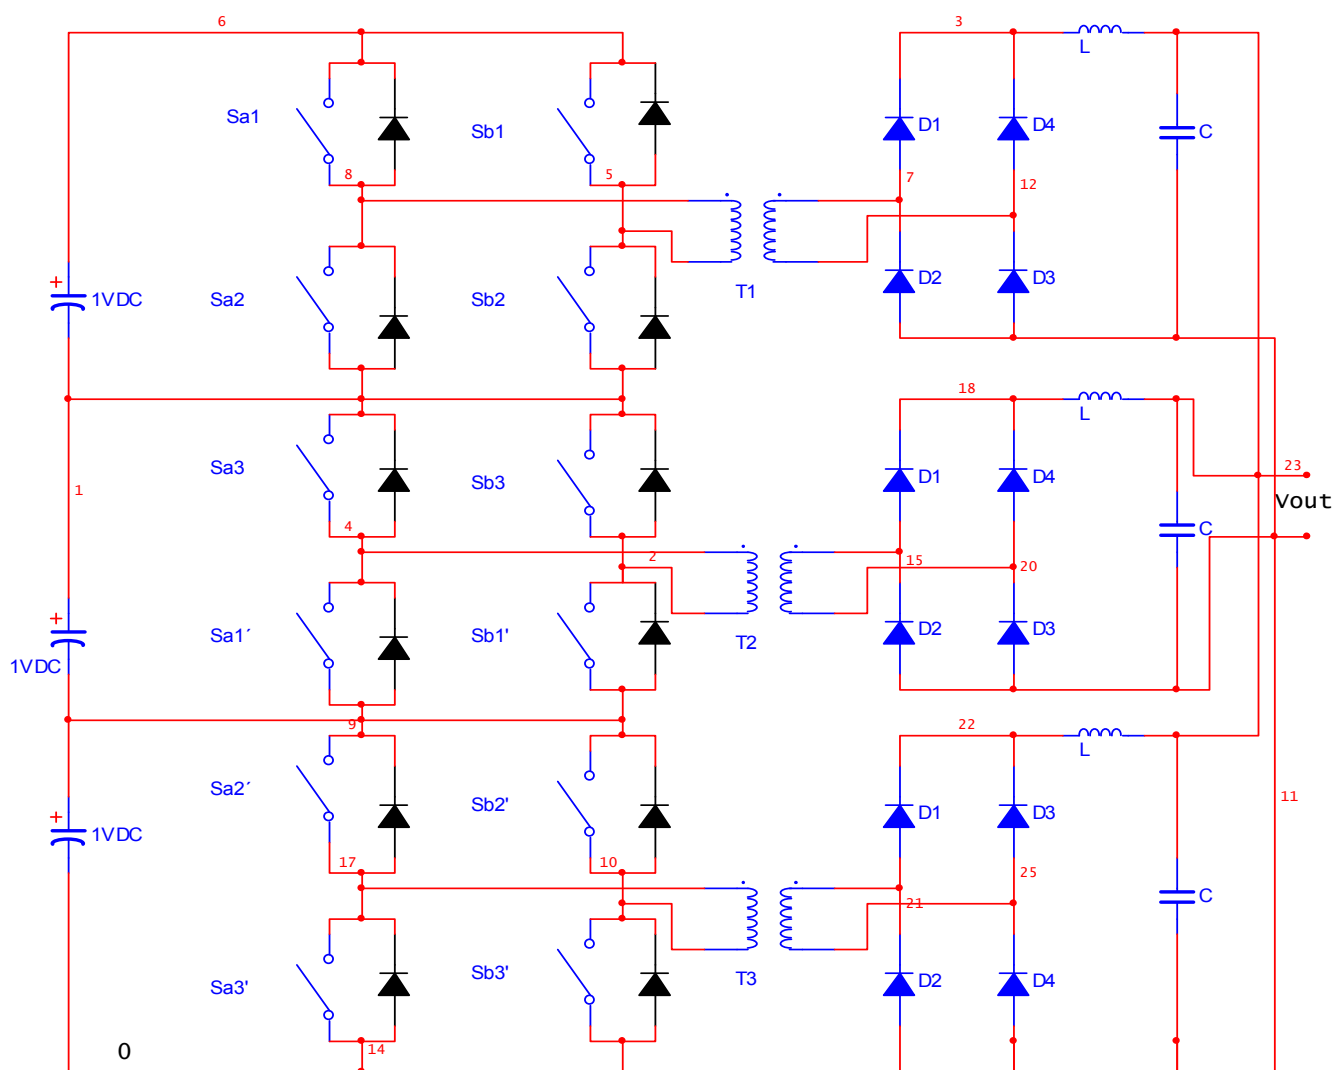 6
3
L
Sa1
Sb1
D1
D4
C
8
5
7
12
+
1VDC
Sa2
Sb2
T1
D2
D3
18
L
Sa3
Sb3
D1
D4
23
Vout
1
4
2
15
20
C
+
1VDC
Sa1´
Sb1'
T2
D2
D3
9
22
L
Sa2´
Sb2'
D1
D3
11
+
1VDC
17
10
21
25
C
Sa3'
Sb3'
T3
D2
D4
0
14